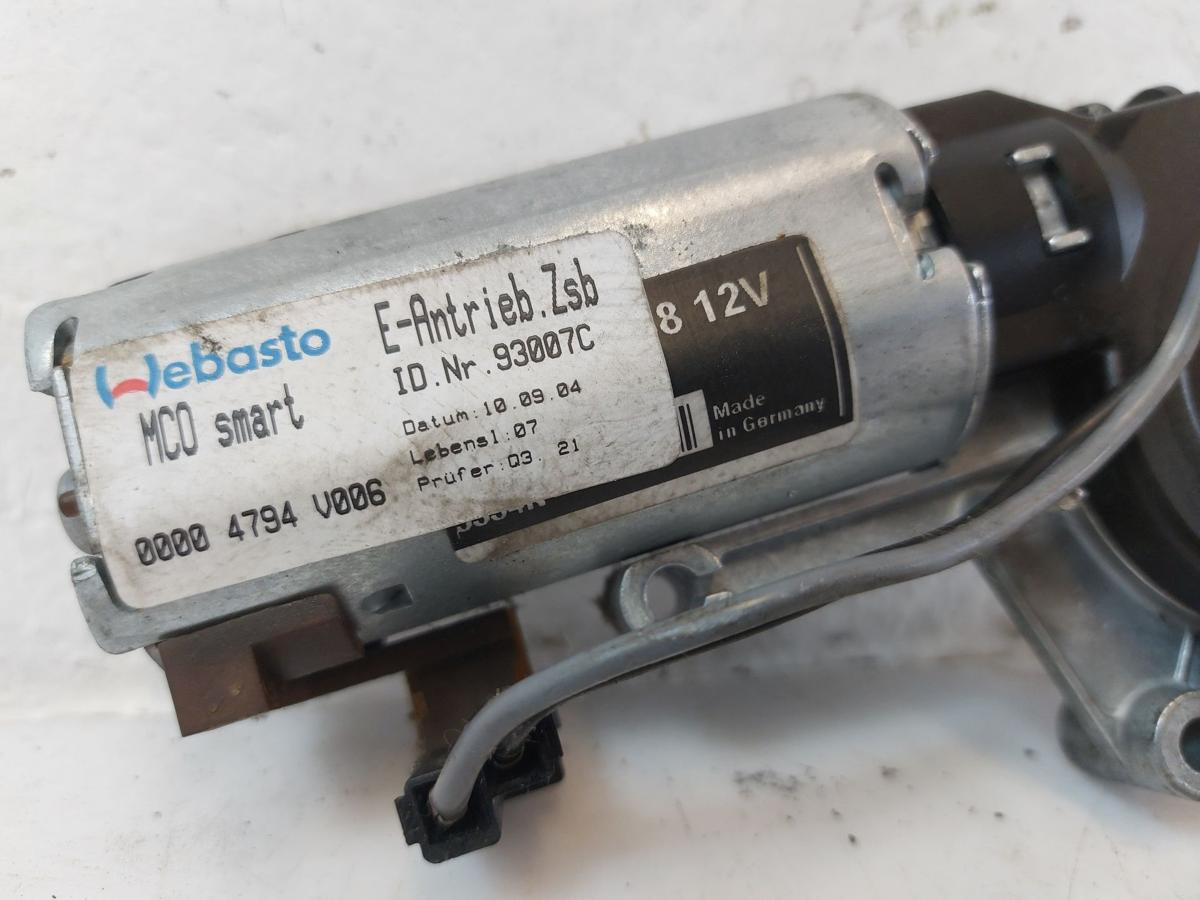 Webasto
MCO smart
E-Antrieb.Zsb
ID.Nr.93007C
Datum:10.09.04
Lebensl:07
Prüfer:Q3. 21
0000 4794 V006
8 12V
Made
in Germany